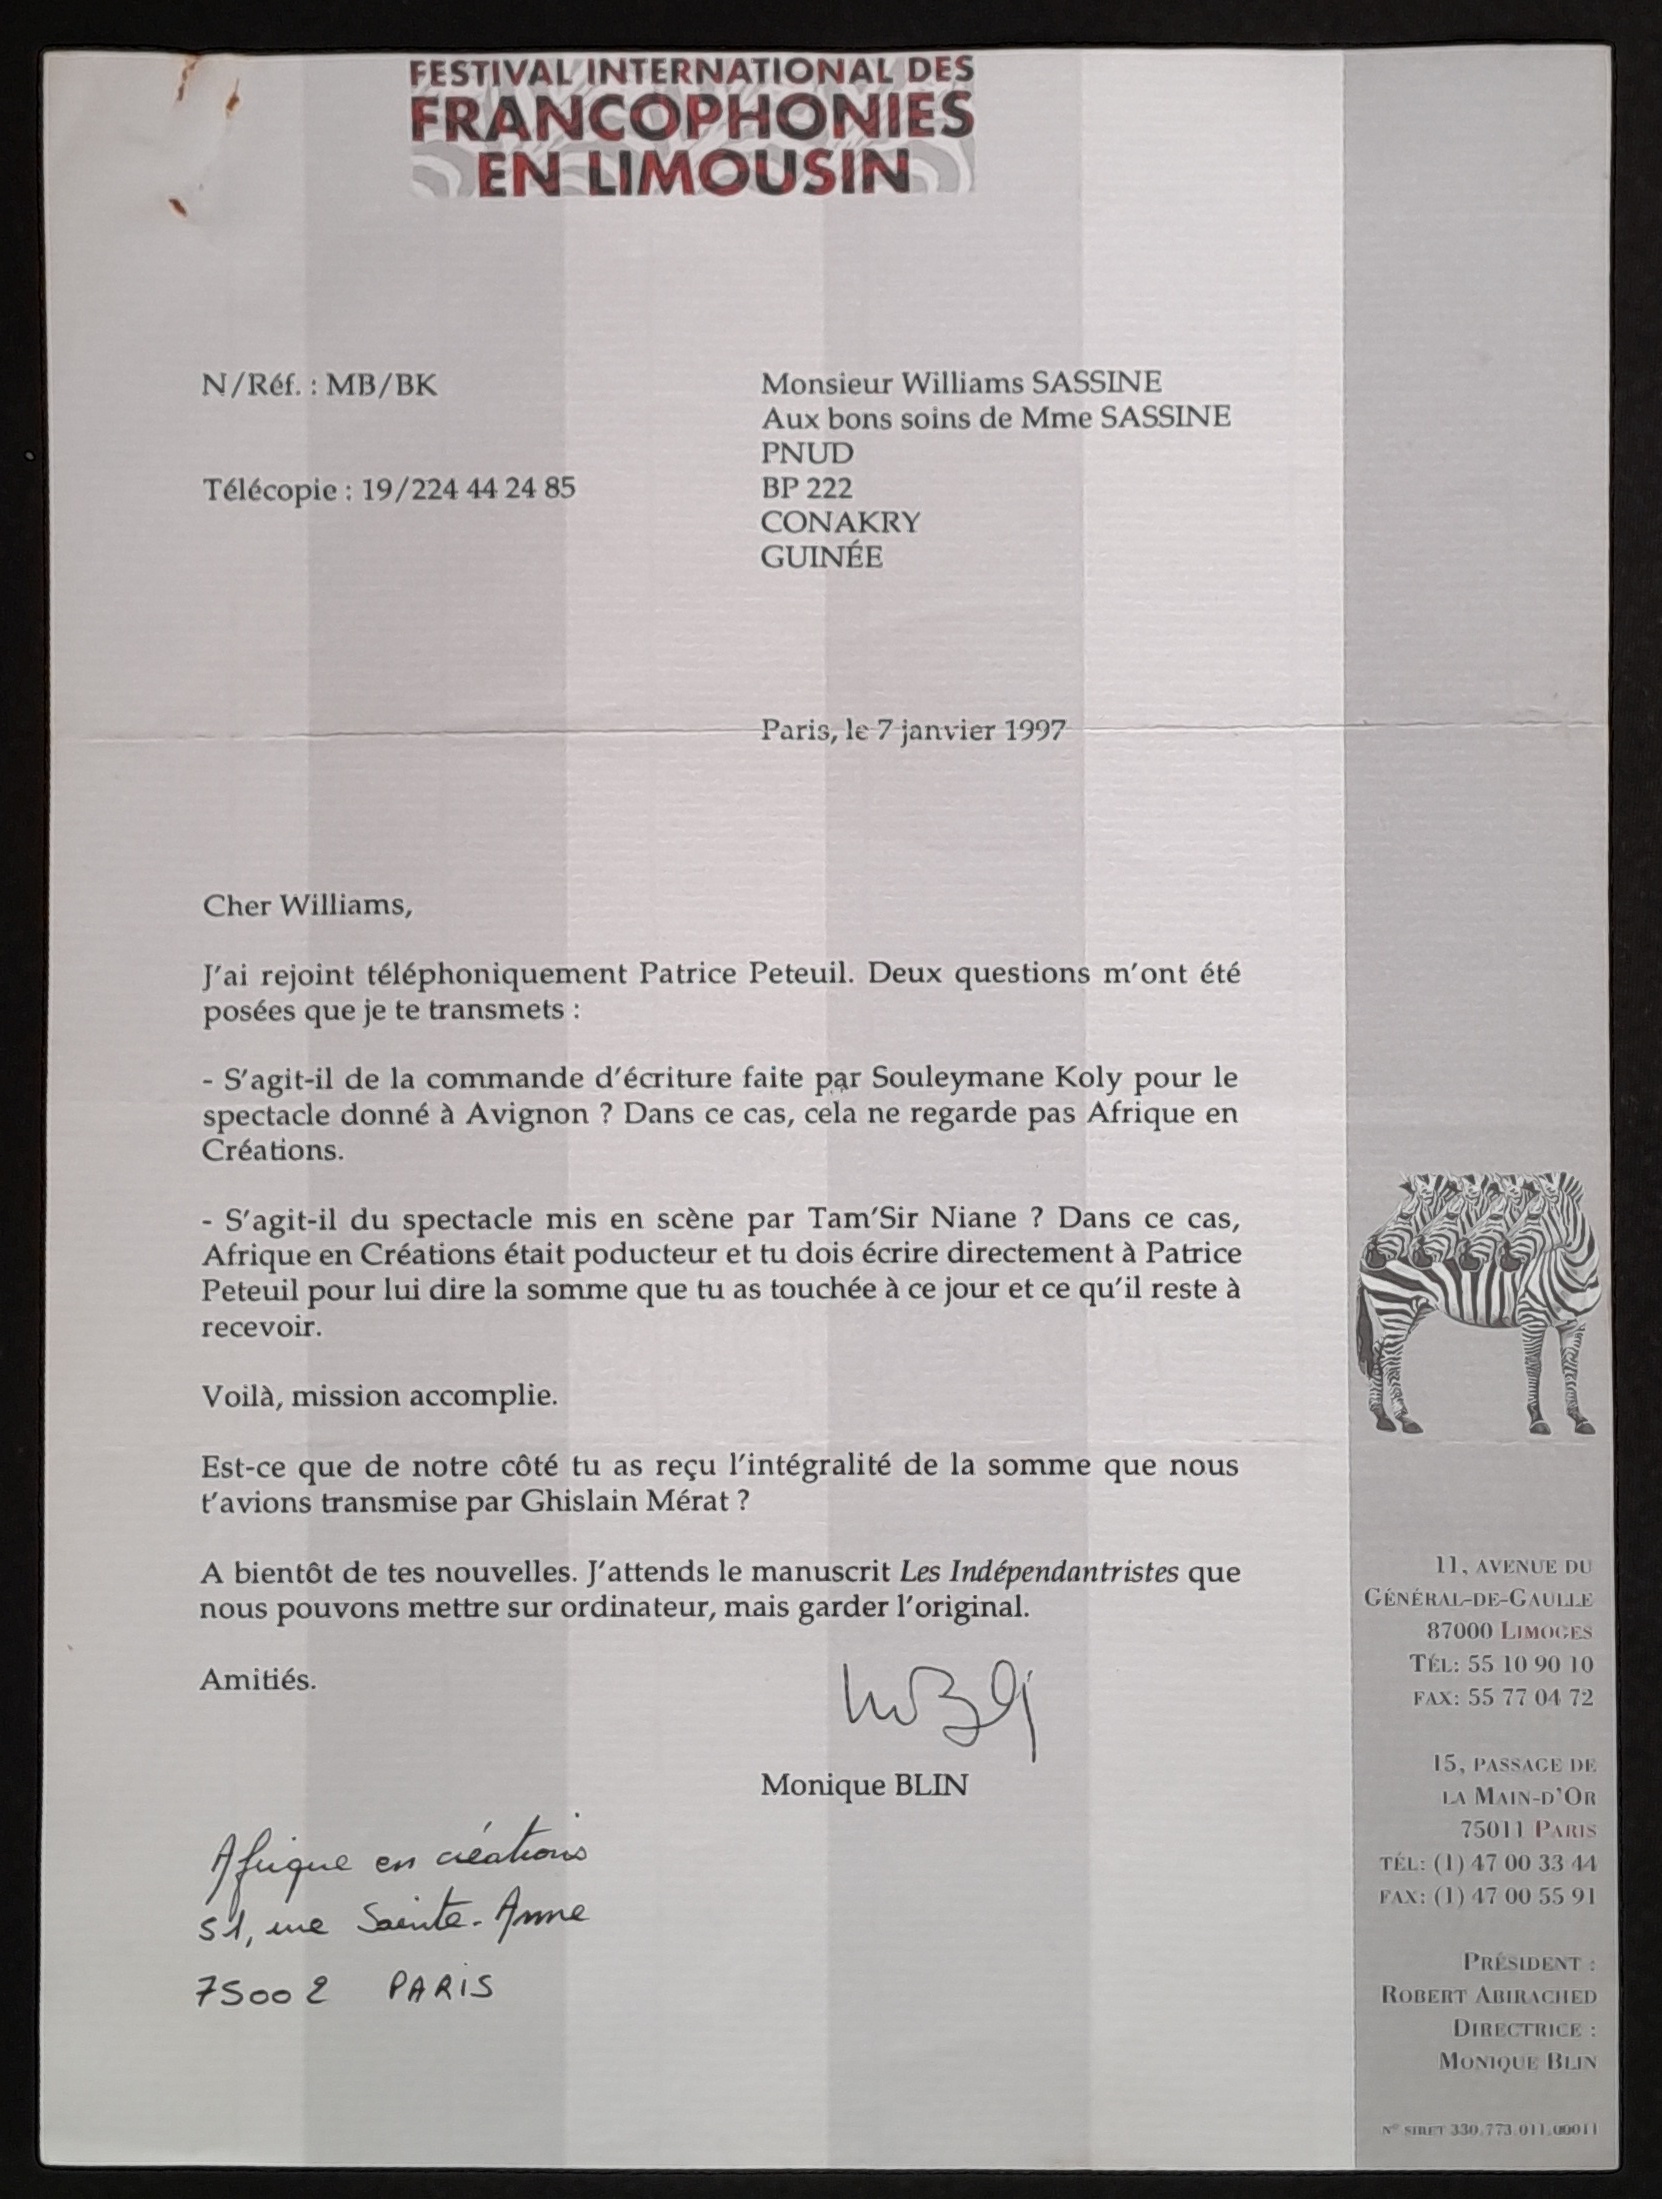 FESTIVAL INTERNATIONAL DES
FRANCOPHONIES
EN LIMOUSIN
N/Réf. : MB/BK
Télécopie : 19/224 44 24 85
Monsieur Williams SASSINE
Aux bons soins de Mme SASSINE
PNUD
BP 222
CONAKRY
GUINÉE
Paris, le 7 janvier 1997
Cher Williams,
J'ai rejoint téléphoniquement Patrice Peteuil. Deux questions m'ont été
posées que je te transmets :
- S'agit-il de la commande d'écriture faite par Souleymane Koly pour le
spectacle donné à Avignon ? Dans ce cas, cela ne regarde pas Afrique en
Créations.
- S'agit-il du spectacle mis en scène par Tam'Sir Niane ? Dans ce cas,
Afrique en Créations était poducteur et tu dois écrire directement à Patrice
Peteuil pour lui dire la somme que tu as touchée à ce jour et ce qu'il reste à
recevoir.
Voilà, mission accomplie.
Est-ce que de notre côté tu as reçu l'intégralité de la somme que nous
t'avions transmise par Ghislain Mérat ?
A bientôt de tes nouvelles. J'attends le manuscrit Les Indépendantristes que
nous pouvons mettre sur ordinateur, mais garder l'original.
Amitiés.
Monique BLIN
Afrique en créations
51, rue Sainte-Anne
75002 PARIS
11, AVENUE DU
GÉNÉRAL-DE-GAULLE
87000 LIMOGES
TÉL: 55 10 90 10
FAX: 55 77 04 72
15, PASSAGE DE
LA MAIN-D'OR
75011 PARIS
TÉL: (1) 47 00 33 44
FAX: (1) 47 00 55 91
PRÉSIDENT :
ROBERT ABIRACHED
DIRECTRICE :
MONIQUE BLIN
N° SIRET 330.773.011.00011